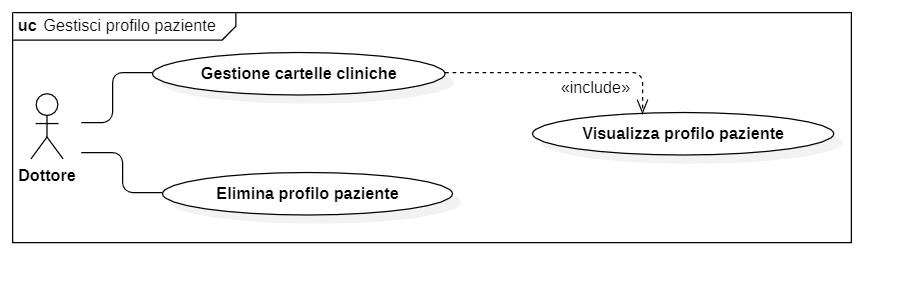 uc Gestisci profilo paziente
Gestione cartelle cliniche
«include»
Visualizza profilo paziente
Dottore
Elimina profilo paziente